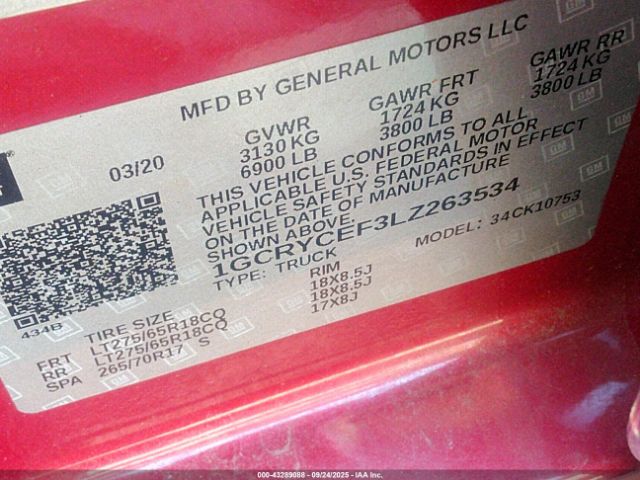 MFD BY GENERAL MOTORS LLC
03/20
GVWR
3130 KG
6900 LB
GAWR FRT
1724 KG
3800 LB
GAWR RR
1724 KG
3800 LB
THIS VEHICLE CONFORMS TO ALL
APPLICABLE U.S. FEDERAL MOTOR
VEHICLE SAFETY STANDARDS IN EFFECT
ON THE DATE OF MANUFACTURE
SHOWN ABOVE.
1GCRYCEF3LZ263534
TYPE: TRUCK
MODEL: 34CK10753
434B
TIRE SIZE RIM
FRT LT275/65R18CQ 18X8.5J
RR LT275/65R18CQ 18X8.5J
SPA 265/70R17 S 17X8J
000-43289088 - 09/24/2025 - IAA Inc.